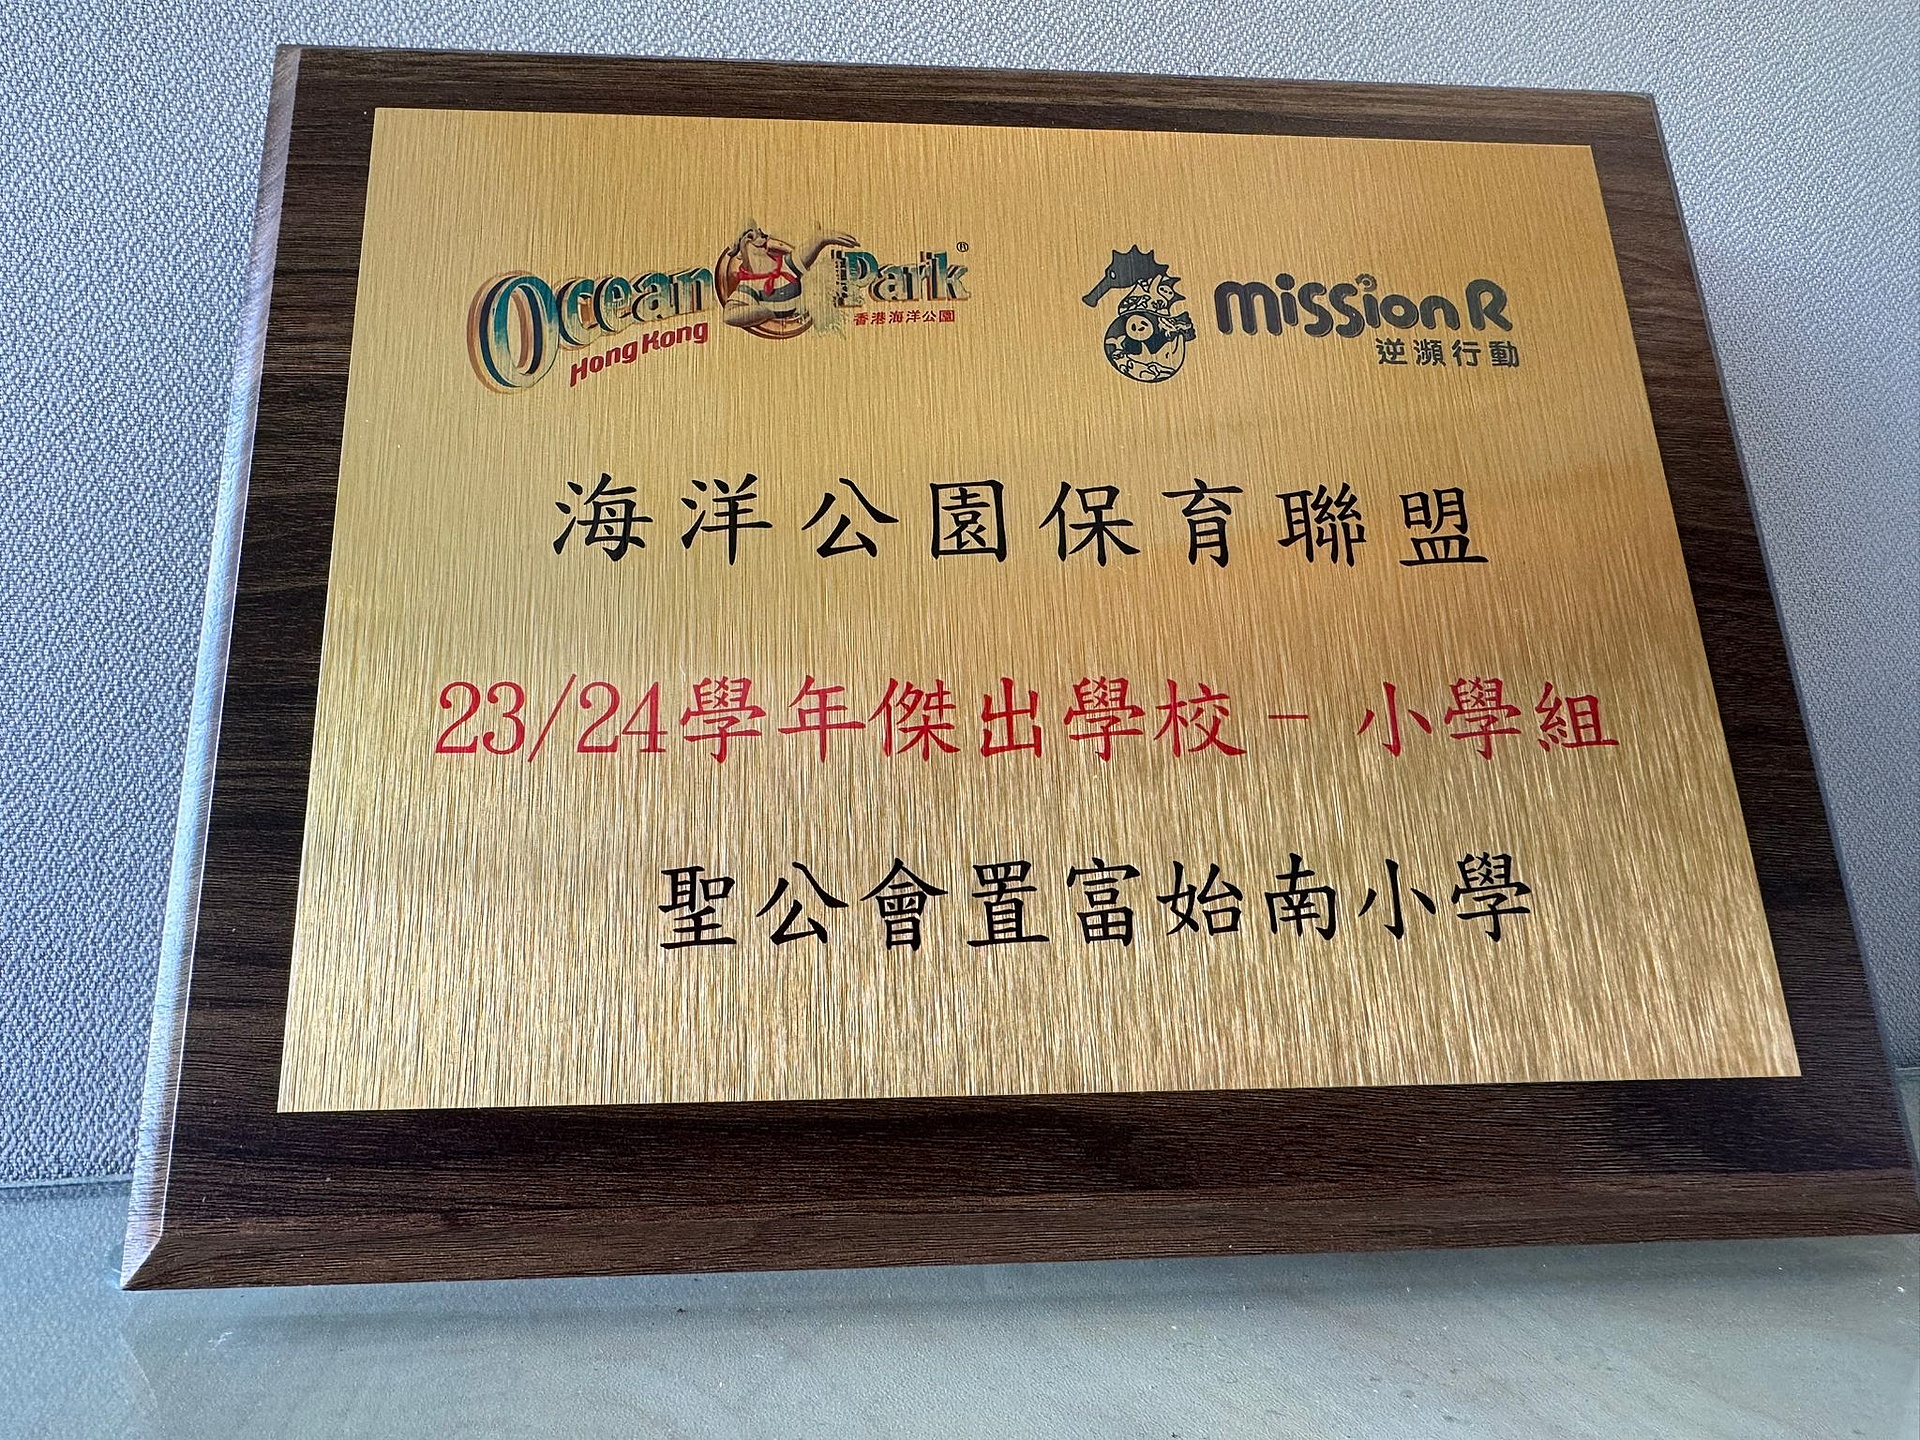 Ocean Park®
Hong Kong
香港海洋公園
mission R
逆瀕行動
海洋公園保育聯盟
23/24學年傑出學校 - 小學組
聖公會置富始南小學